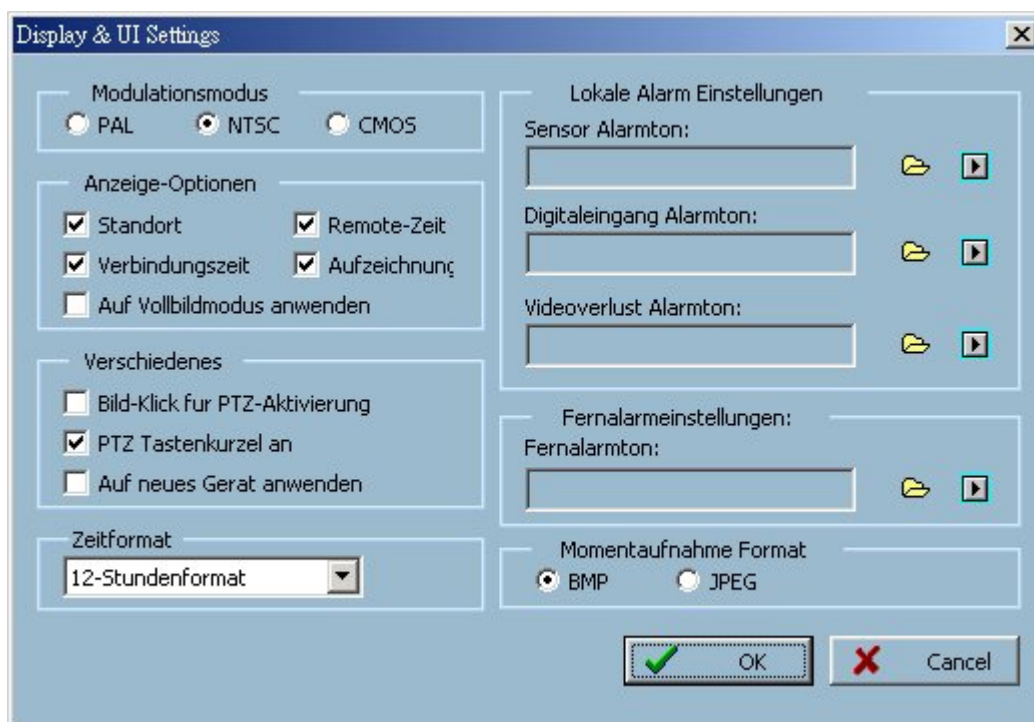 Display & UI Settings
Modulationsmodus
PAL NTSC CMOS
Anzeige-Optionen
Standort Remote-Zeit
Verbindungszeit Aufzeichnung
Auf Vollbildmodus anwenden
Verschiedenes
Bild-Klick fur PTZ-Aktivierung
PTZ Tastenkurzel an
Auf neues Gerat anwenden
Zeitformat
12-Stundenformat
Lokale Alarm Einstellungen
Sensor Alarmton:
Digitaleingang Alarmton:
Videoverlust Alarmton:
Fernalarmeinstellungen:
Fernalarmton:
Momentaufnahme Format
BMP JPEG
OK Cancel